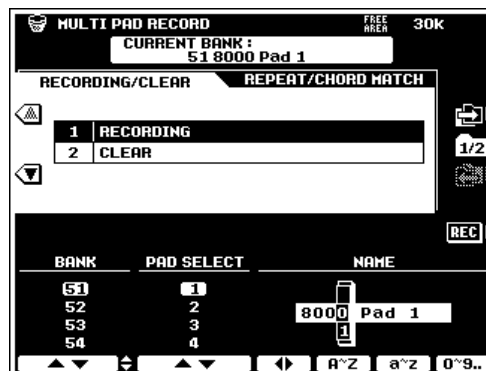 MULTI PAD RECORD
FREE AREA 30K
CURRENT BANK :
51 8000 Pad 1
RECORDING/CLEAR
REPEAT/CHORD MATCH
1 RECORDING
2 CLEAR
1/2
REC
BANK PAD SELECT NAME
51 1
52 2
53 3
54 4
8000 Pad 1
1
A~Z a~z 0~9..